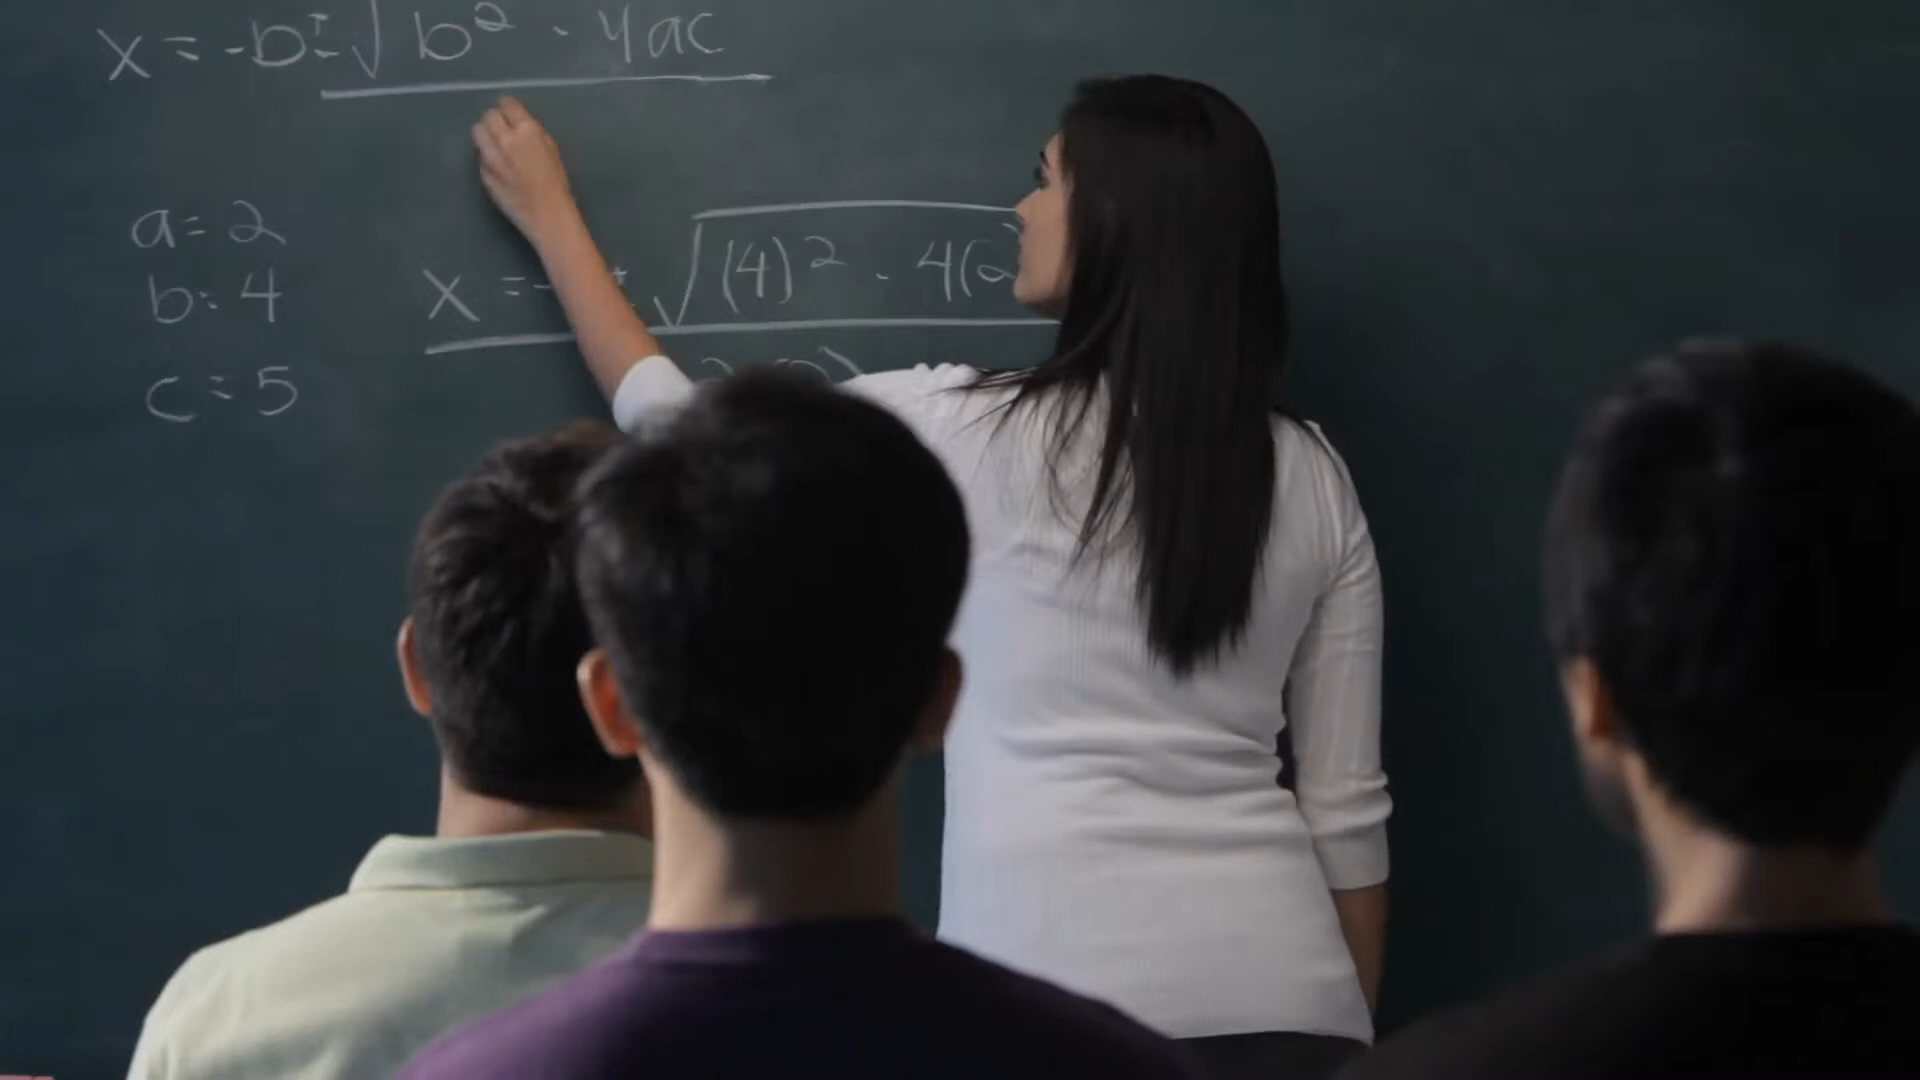 x = -b ± √ b² - 4ac
a = 2
b: 4
c = 5
x = - ± √(4)² - 4(2